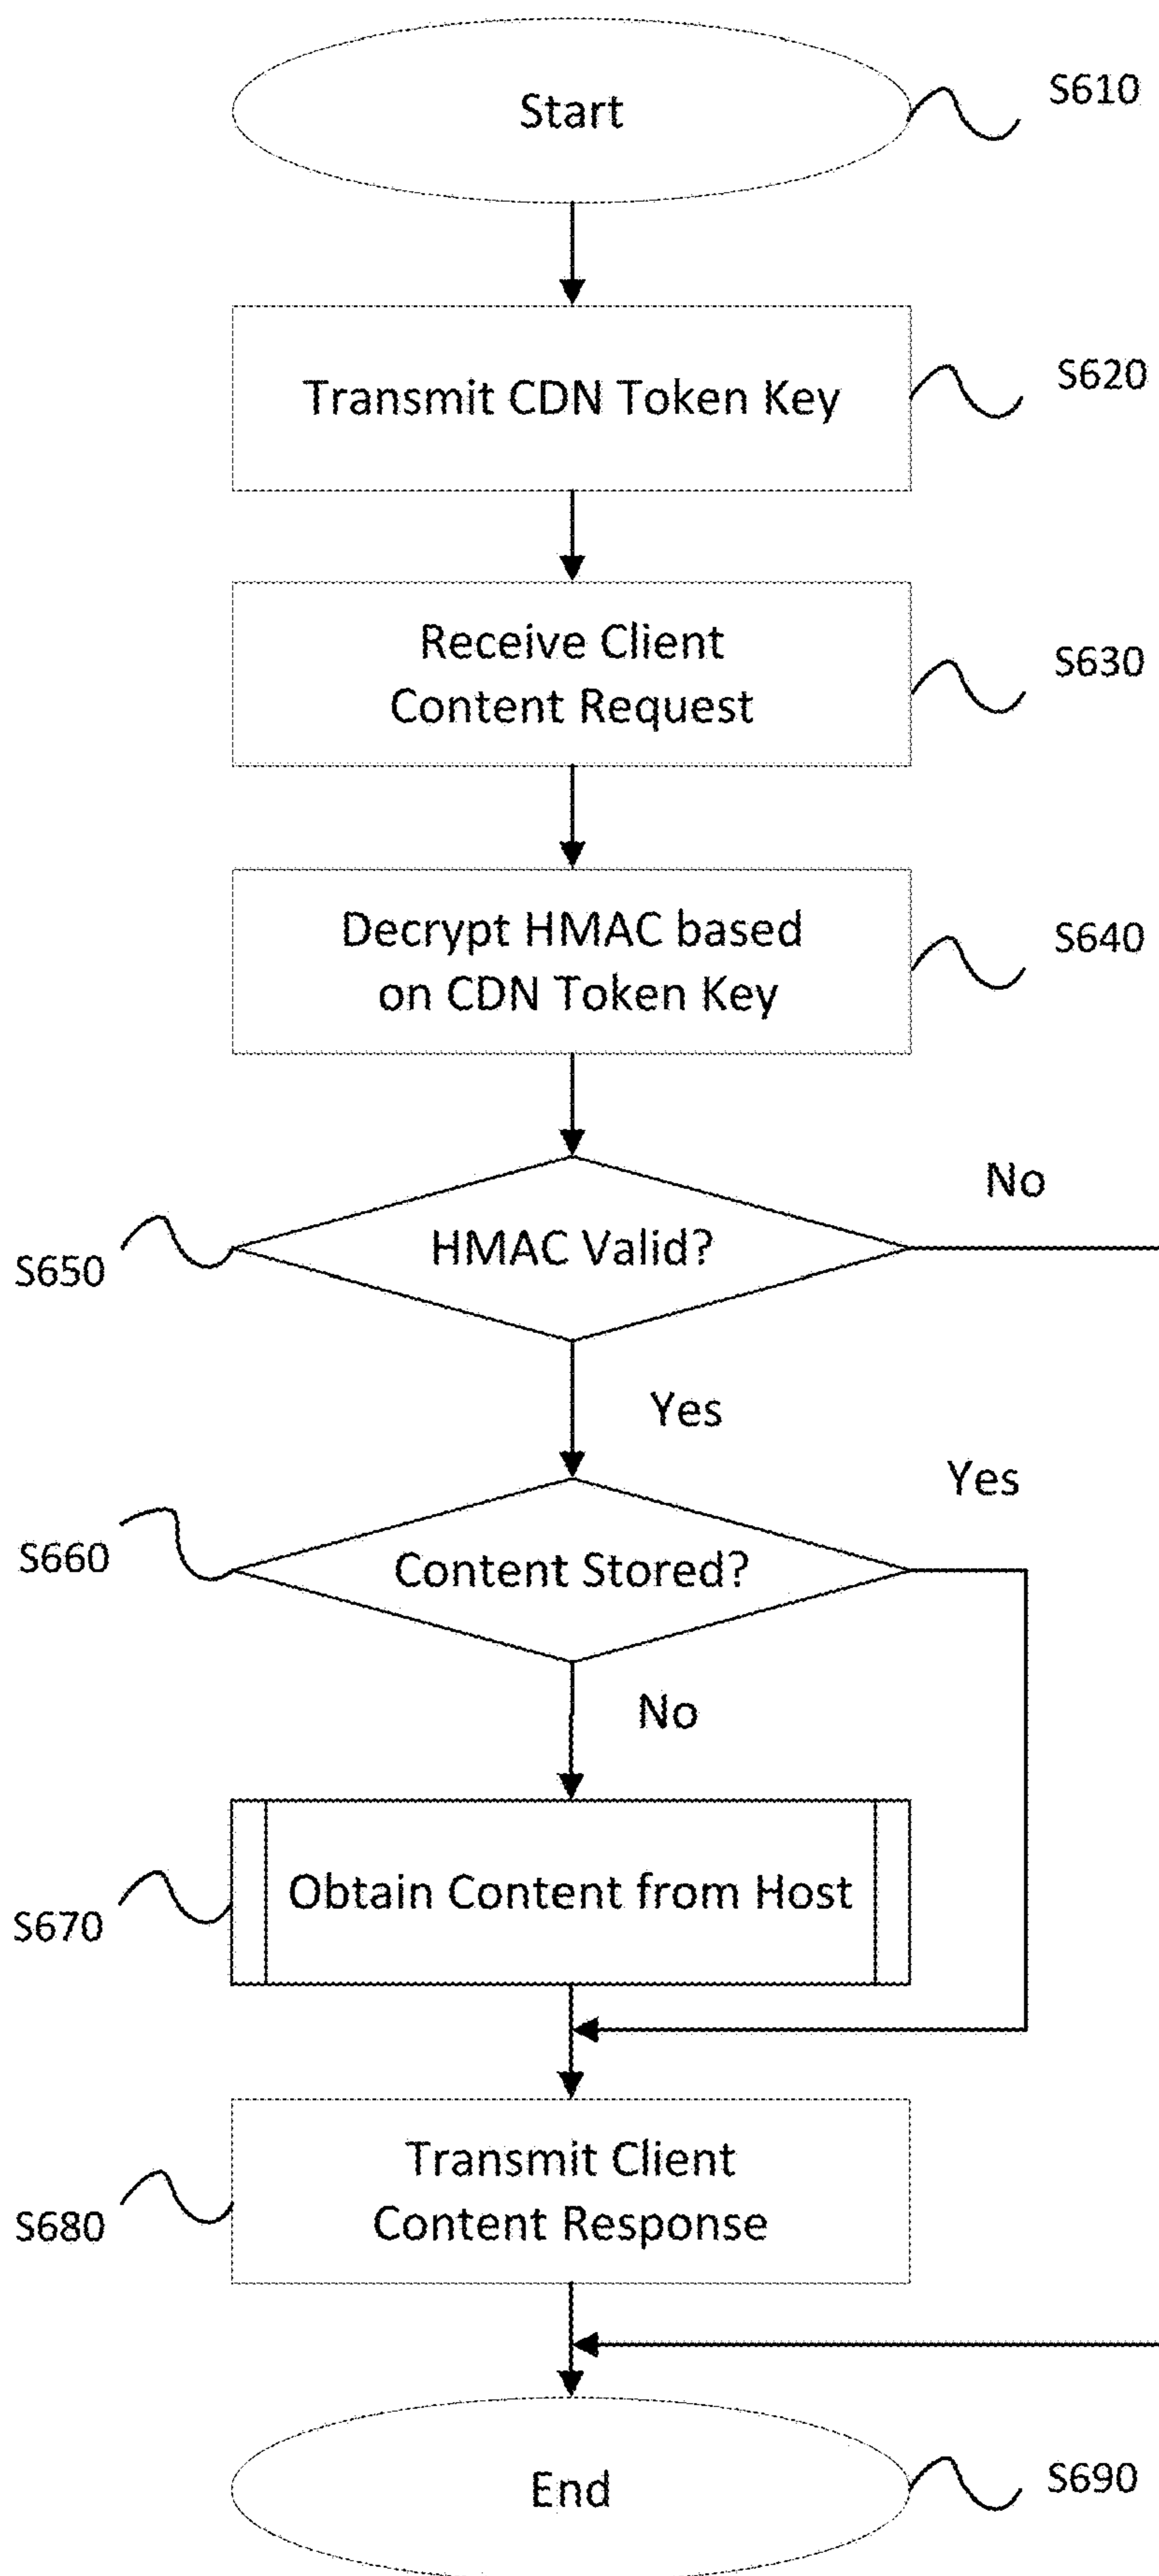 Start
S610
Transmit CDN Token Key
S620
Receive Client
Content Request
S630
Decrypt HMAC based
on CDN Token Key
S640
No
HMAC Valid?
S650
Yes
Yes
Content Stored?
S660
No
Obtain Content from Host
S670
Transmit Client
Content Response
S680
End
S690